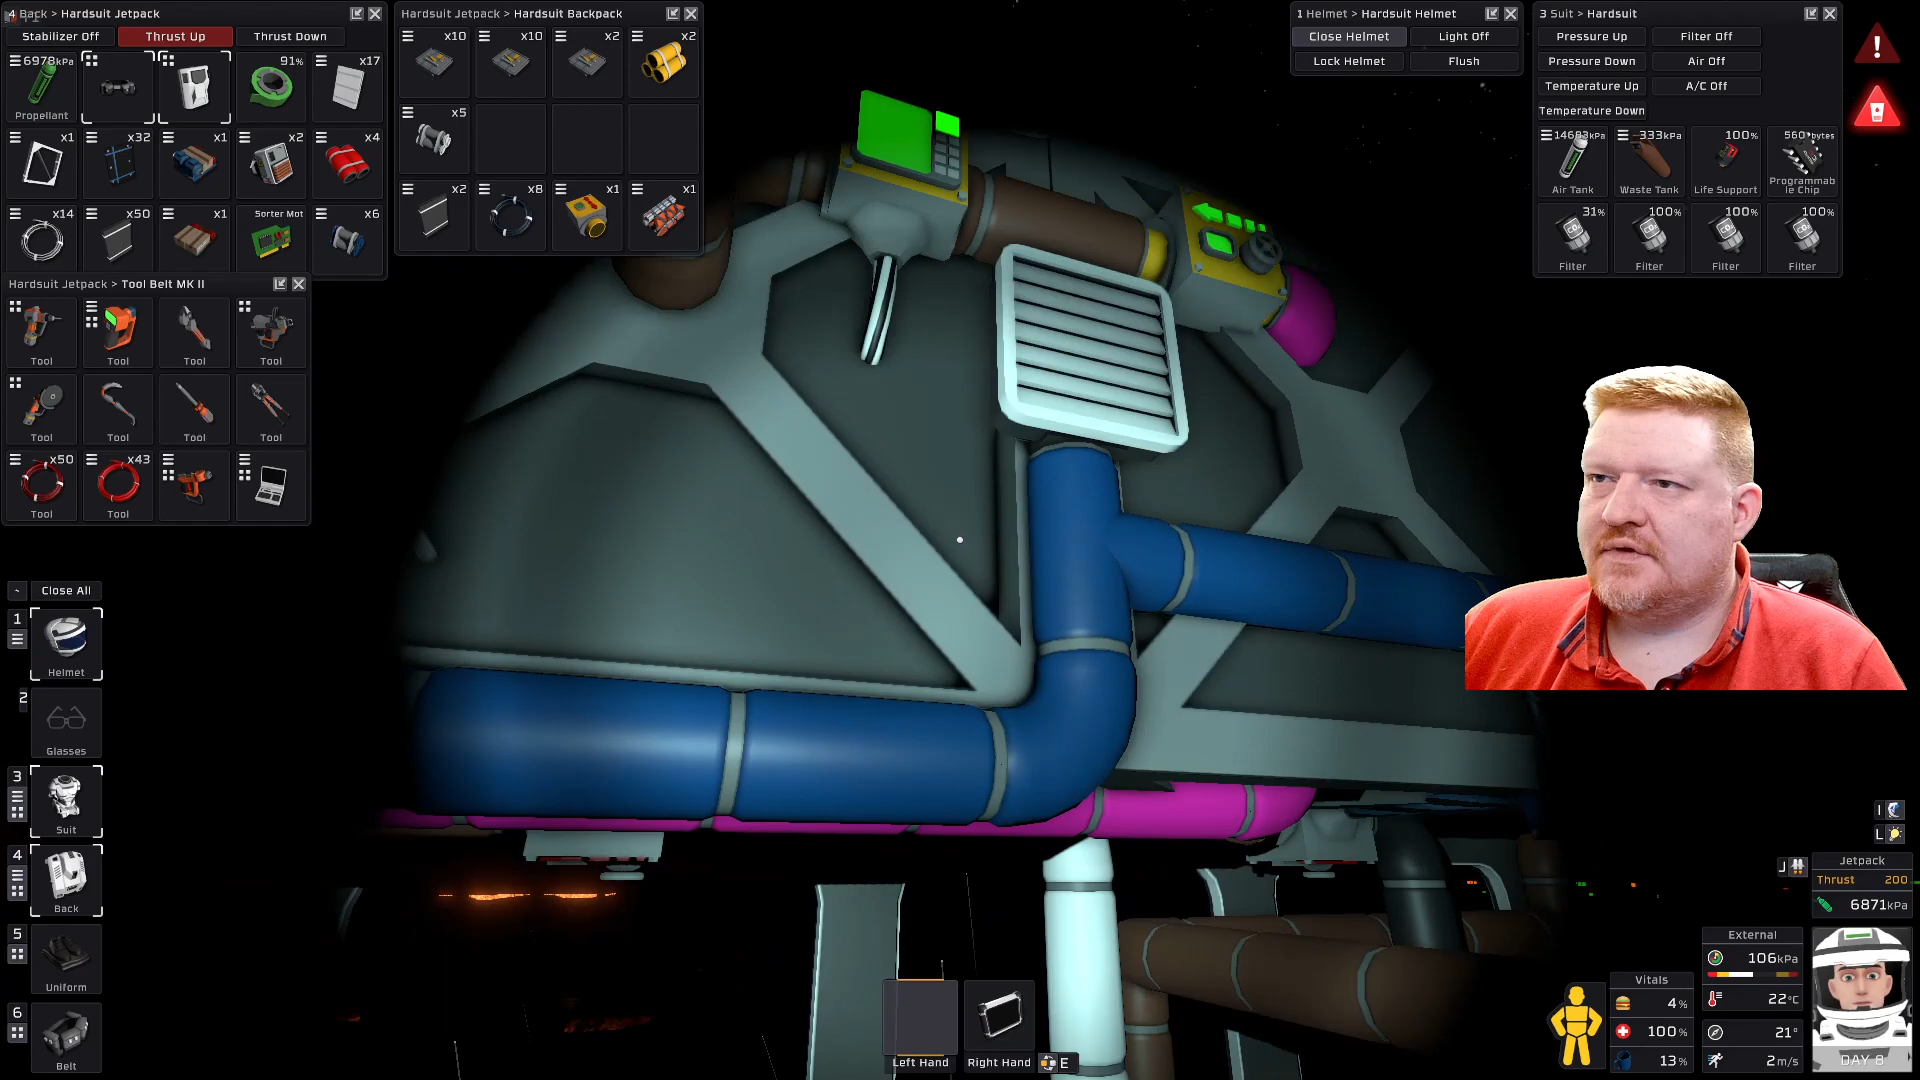 4 Back > Hardsuit Jetpack
Stabilizer Off
Thrust Up
Thrust Down
6978kPa
Propellant
91%
x17
x1
x32
x1
x2
x4
x14
x50
x1
Sorter Mot
x6
Hardsuit Jetpack > Hardsuit Backpack
x10
x10
x2
x2
x5
x2
x8
x1
x1
Hardsuit Jetpack > Tool Belt MK II
Tool
Tool
Tool
Tool
Tool
Tool
Tool
Tool
x50
Tool
x43
Tool
1 Helmet > Hardsuit Helmet
Close Helmet
Light Off
Lock Helmet
Flush
3 Suit > Hardsuit
Pressure Up
Filter Off
Pressure Down
Air Off
Temperature Up
A/C Off
Temperature Down
Air Tank
333kPa
Waste Tank
100%
Life Support
Programmab
le Chip
31%
Filter
100%
Filter
100%
Filter
100%
Filter
~
Close All
1
Helmet
2
Glasses
3
Suit
4
Back
5
Uniform
6
Belt
Left Hand
Right Hand
E
I
L
J
Jetpack
Thrust 200
6871kPa
External
106kPa
22°C
21°
2m/s
Vitals
4%
100%
13%
DAY 8